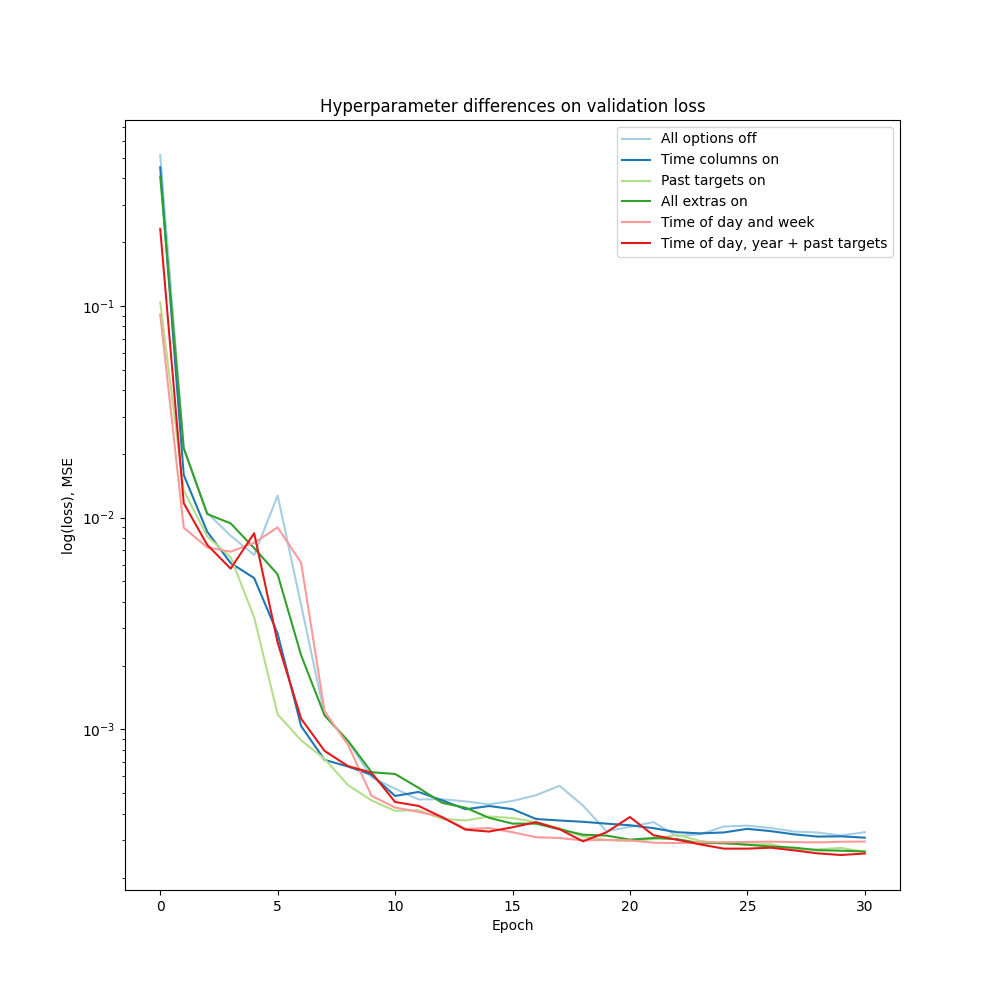 Hyperparameter differences on validation loss
All options off
Time columns on
Past targets on
All extras on
Time of day and week
Time of day, year + past targets
log(loss), MSE
10⁻¹
10⁻²
10⁻³
0 5 10 15 20 25 30
Epoch